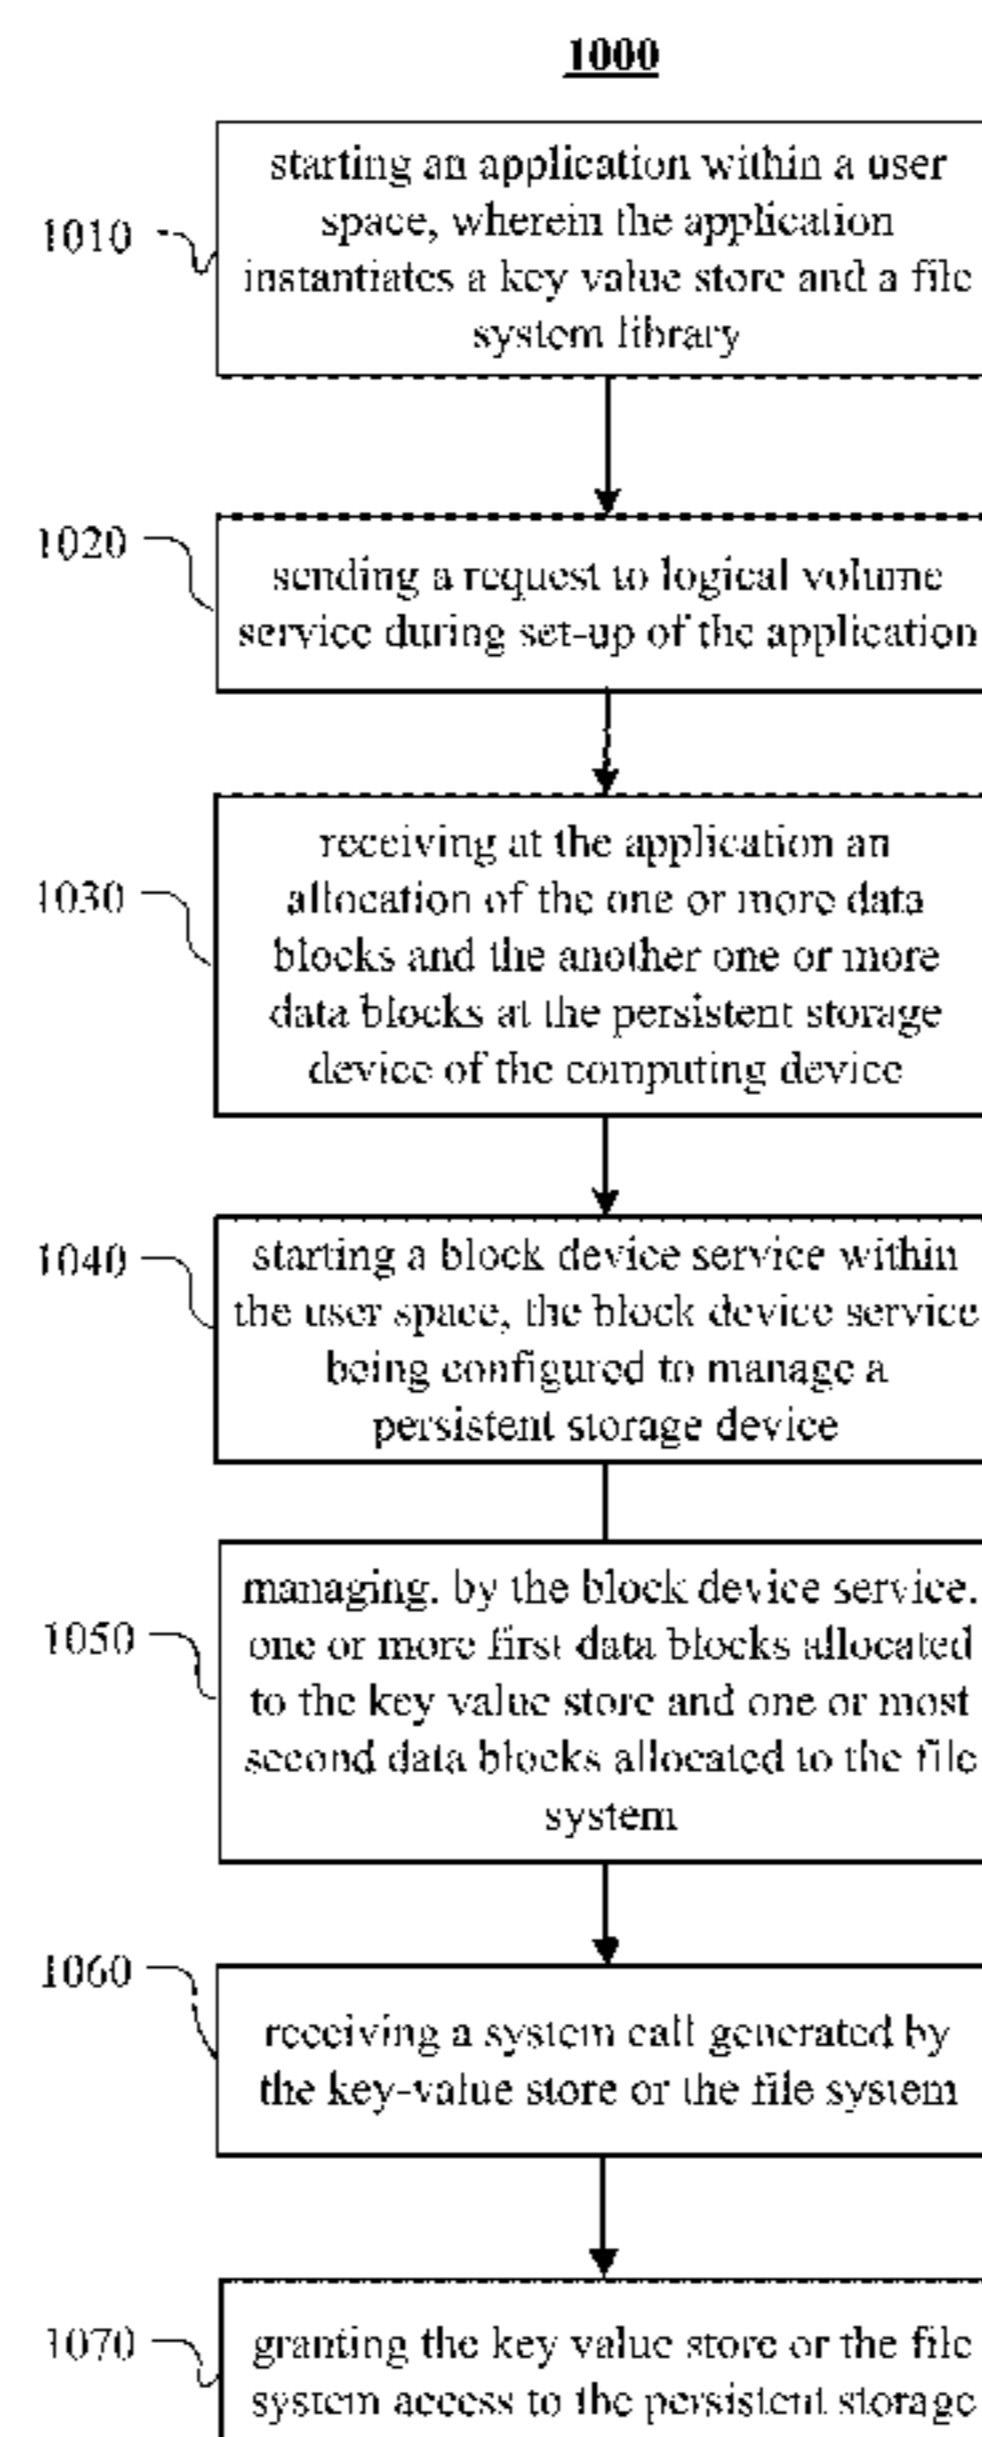 1000
1010
starting an application within a user
space, wherein the application
instantiates a key value store and a file
system library
1020
sending a request to logical volume
service during set-up of the application
1030
receiving at the application an
allocation of the one or more data
blocks and the another one or more
data blocks at the persistent storage
device of the computing device
1040
starting a block device service within
the user space, the block device service
being configured to manage a
persistent storage device
1050
managing, by the block device service,
one or more first data blocks allocated
to the key value store and one or most
second data blocks allocated to the file
system
1060
receiving a system call generated by
the key-value store or the file system
1070
granting the key value store or the file
system access to the persistent storage